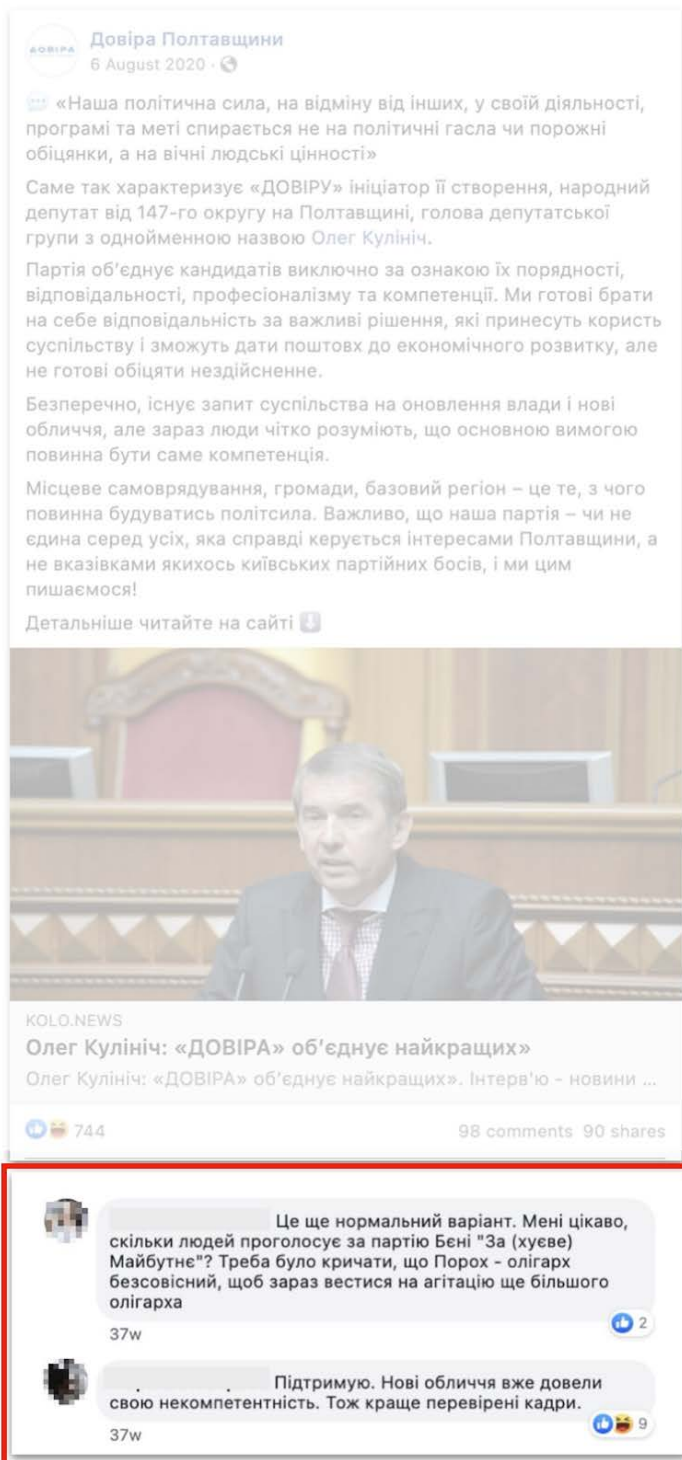 ДОВІРА
Довіра Полтавщини
6 August 2020 ·
«Наша політична сила, на відміну від інших, у своїй діяльності,
програмі та меті спирається не на політичні гасла чи порожні
обіцянки, а на вічні людські цінності»
Саме так характеризує «ДОВІРУ» ініціатор її створення, народний
депутат від 147-го округу на Полтавщині, голова депутатської
групи з однойменною назвою Олег Кулініч.
Партія об’єднує кандидатів виключно за ознакою їх порядності,
відповідальності, професіоналізму та компетенції. Ми готові брати
на себе відповідальність за важливі рішення, які принесуть користь
суспільству і зможуть дати поштовх до економічного розвитку, але
не готові обіцяти нездійсненне.
Безперечно, існує запит суспільства на оновлення влади і нові
обличчя, але зараз люди чітко розуміють, що основною вимогою
повинна бути саме компетенція.
Місцеве самоврядування, громади, базовий регіон – це те, з чого
повинна будуватись політсила. Важливо, що наша партія – чи не
єдина серед усіх, яка справді керується інтересами Полтавщини, а
не вказівками якихось київських партійних босів, і ми цим
пишаємося!
Детальніше читайте на сайті ⬇️
KOLO.NEWS
Олег Кулініч: «ДОВІРА» об’єднує найкращих»
Олег Кулініч: «ДОВІРА» об’єднує найкращих». Інтерв'ю - новини ...
744 98 comments 90 shares
Це ще нормальний варіант. Мені цікаво,
скільки людей проголосує за партію Бєні "За (хуєве)
Майбутнє"? Треба було кричати, що Порох - олігарх
безсовісний, щоб зараз вестися на агітацію ще більшого
олігарха
2
37w
Підтримую. Нові обличчя вже довели
свою некомпетентність. Тож краще перевірені кадри.
9
37w